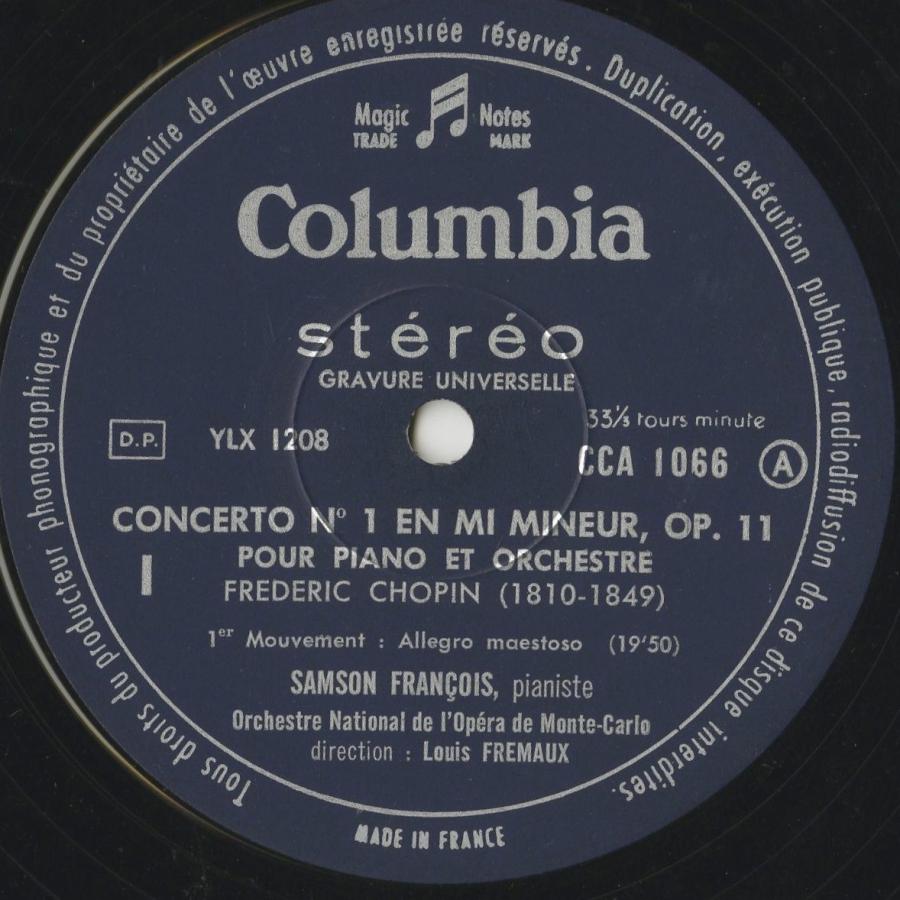 Tous droits du producteur phonographique et du propriétaire de l'œuvre enregistrée réservés. Duplication, exécution publique, radiodiffusion de ce disque interdites.
Magic Notes
TRADE MARK
Columbia
stéréo
GRAVURE UNIVERSELLE
33⅓ tours minute
D.P. YLX 1208 CCA 1066 A
CONCERTO Nº 1 EN MI MINEUR, OP. 11
POUR PIANO ET ORCHESTRE
I FREDERIC CHOPIN (1810-1849)
1er Mouvement : Allegro maestoso (19'50)
SAMSON FRANÇOIS, pianiste
Orchestre National de l'Opéra de Monte-Carlo
direction : Louis FREMAUX
MADE IN FRANCE